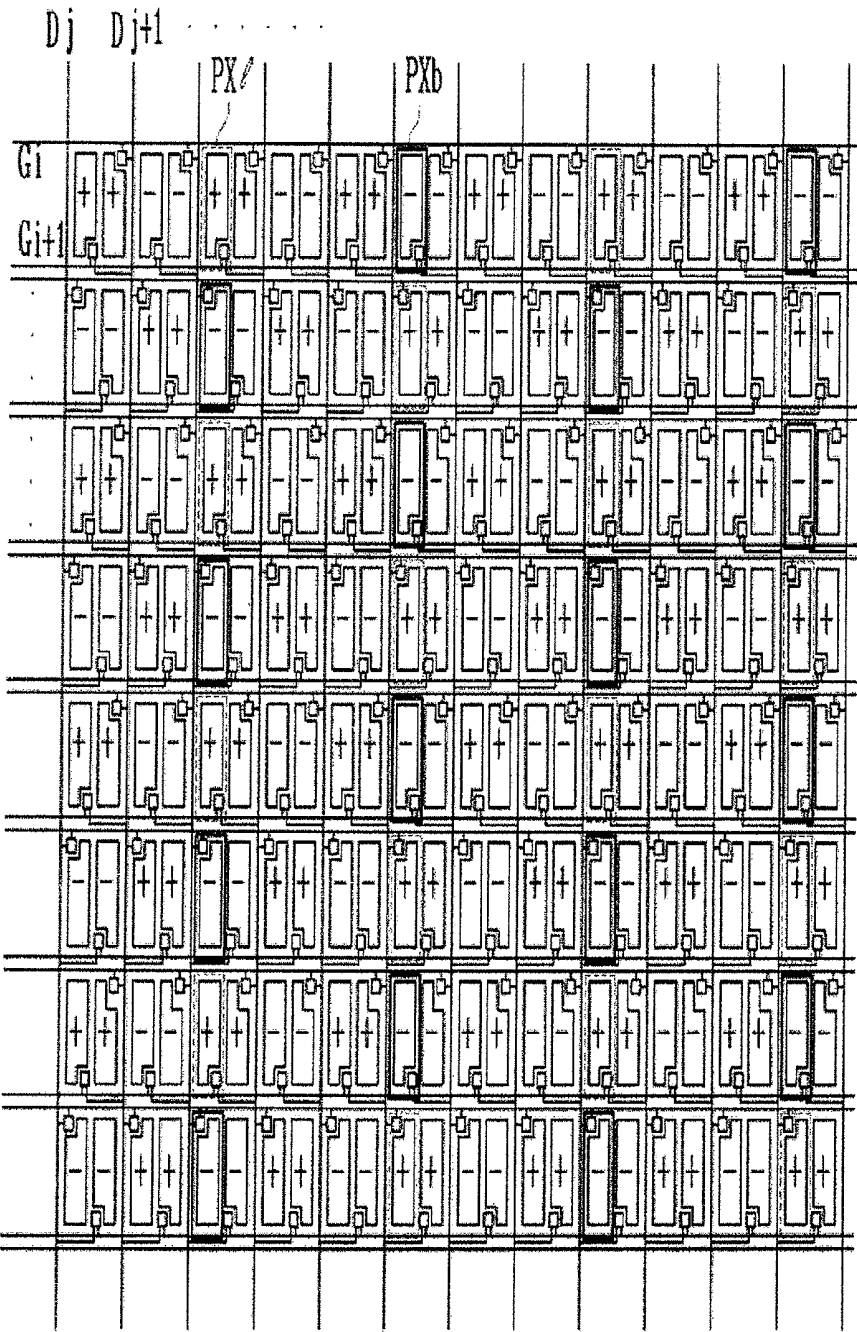 Dj Dj+1 . . . . . .
PXl PXb
Gi
Gi+1
+ + - - + + - - + + - - + + - - + + - - + + - -
- - + + - - + + - - + + - - + + - - + + - - + +
+ + - - + + - - + + - - + + - - + + - - + + - -
- - + + - - + + - - + + - - + + - - + + - - + +
+ + - - + + - - + + - - + + - - + + - - + + - -
- - + + - - + + - - + + - - + + - - + + - - + +
+ + - - + + - - + + - - + + - - + + - - + + - -
- - + + - - + + - - + + - - + + - - + + - - + +